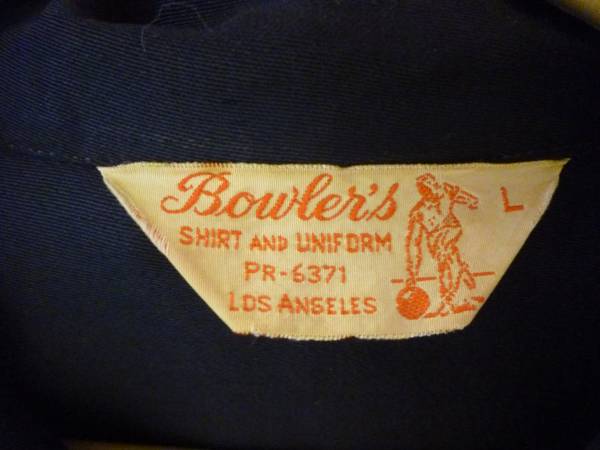 Bowler's
L
SHIRT AND UNIFORM
PR-6371
LOS ANGELES